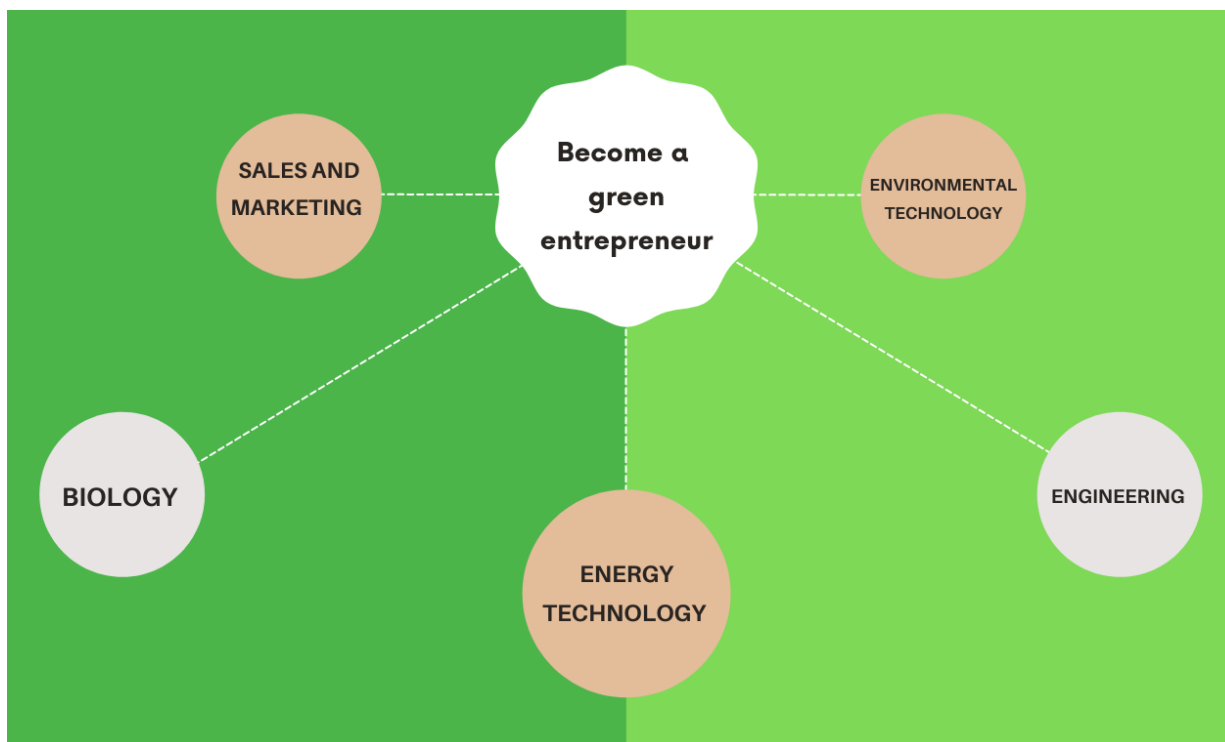 Become a
green
entrepreneur
SALES AND
MARKETING
ENVIRONMENTAL
TECHNOLOGY
BIOLOGY
ENGINEERING
ENERGY
TECHNOLOGY